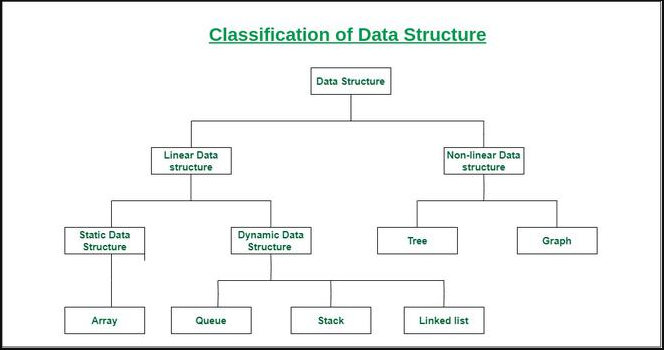 Classification of Data Structure
Data Structure
Linear Data
structure
Non-linear Data
structure
Static Data
Structure
Dynamic Data
Structure
Tree
Graph
Array
Queue
Stack
Linked list